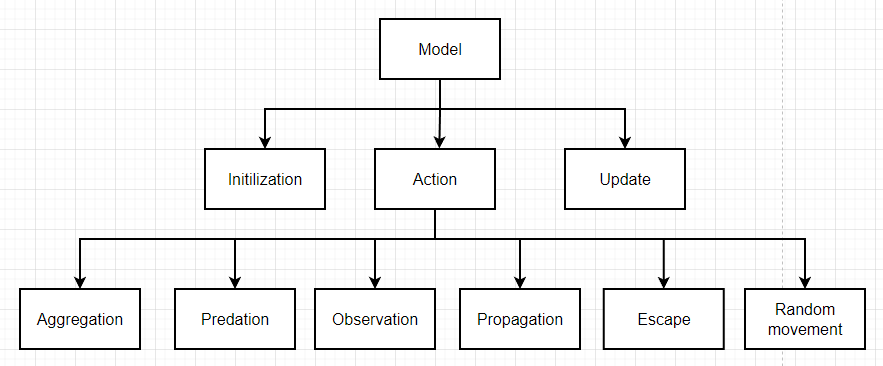 Model
Initilization
Action
Update
Aggregation
Predation
Observation
Propagation
Escape
Random
movement